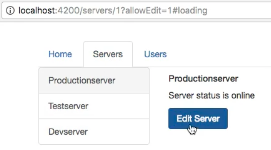 localhost:4200/servers/1?allowEdit=1#loading
Home Servers Users
Productionserver
Testserver
Devserver
Productionserver
Server status is online
Edit Server